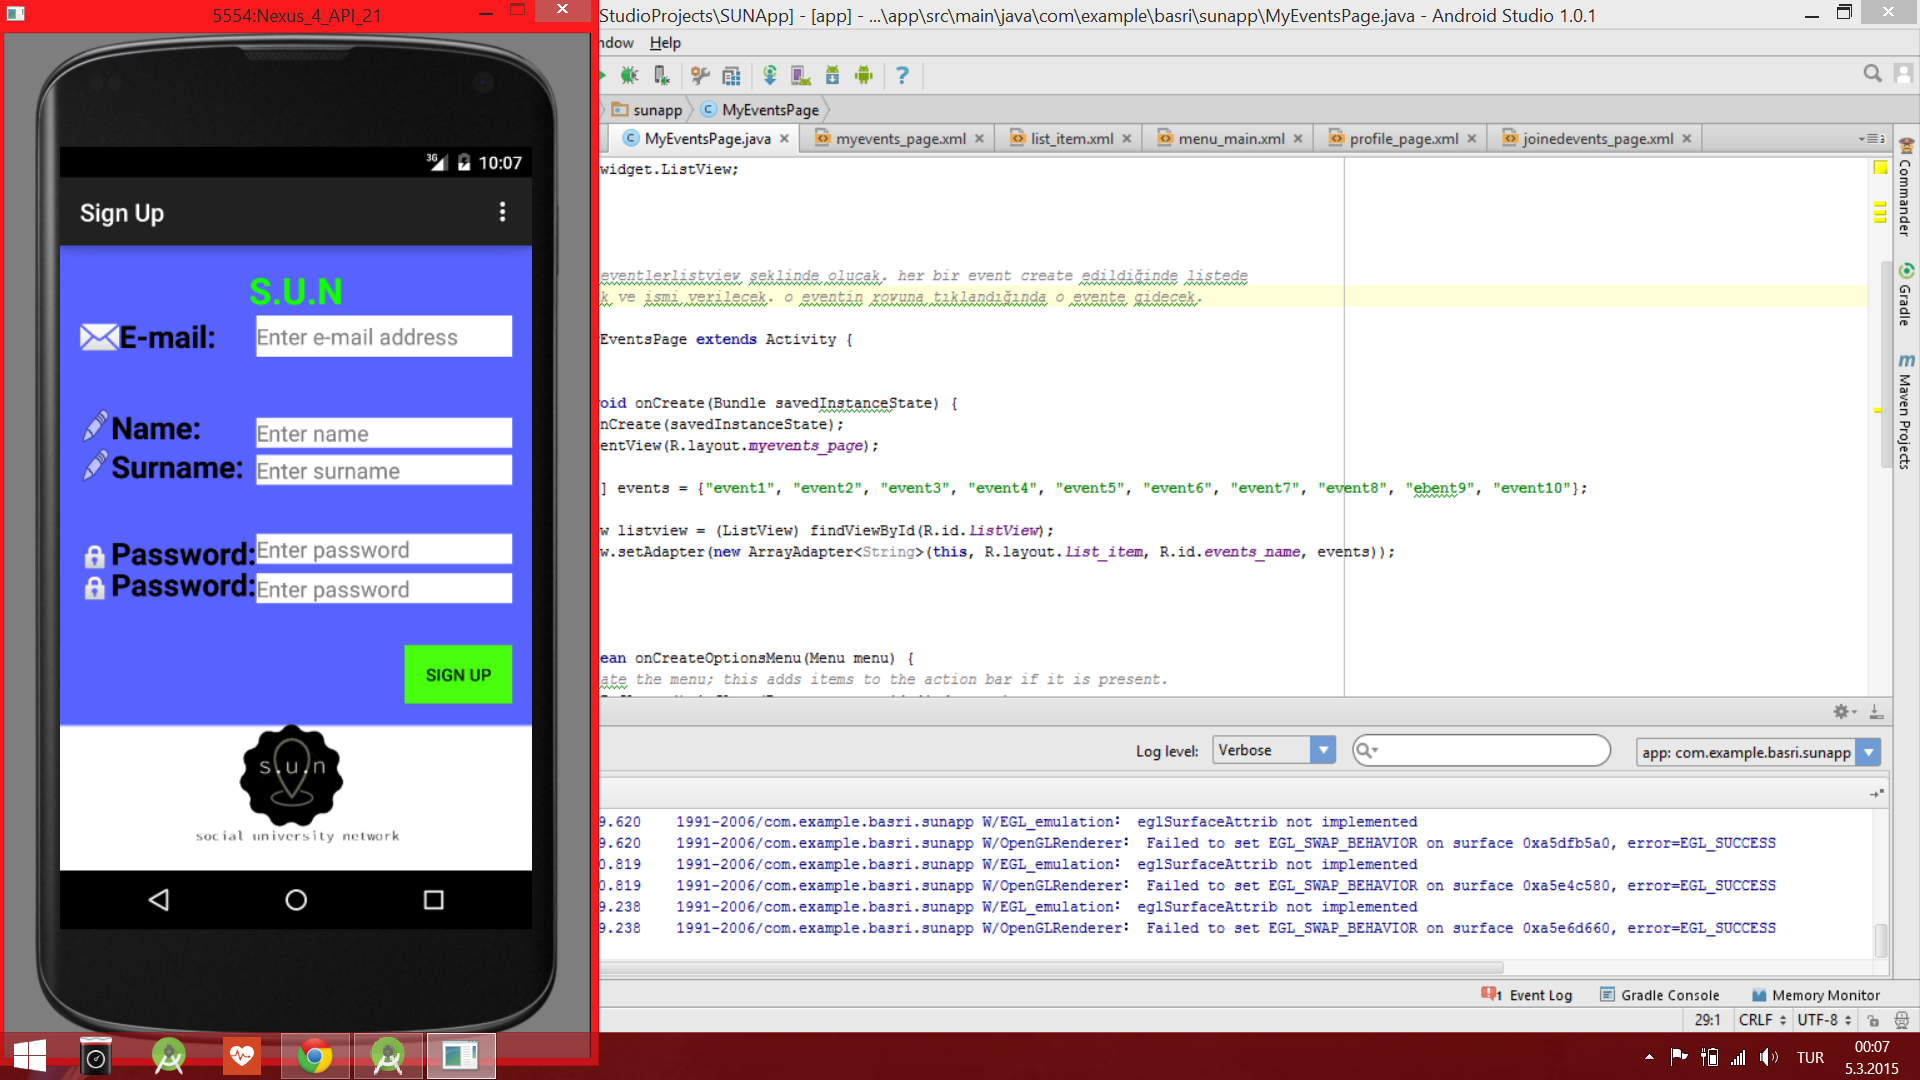 5554:Nexus_4_API_21
10:07
Sign Up
S.U.N
E-mail:
Enter e-mail address
Name:
Enter name
Surname:
Enter surname
Password:
Enter password
Password:
Enter password
SIGN UP
s.u.n
social university network
StudioProjects\SUNApp] - [app] - ...\app\src\main\java\com\example\basri\sunapp\MyEventsPage.java - Android Studio 1.0.1
ndow Help
sunapp MyEventsPage
MyEventsPage.java myevents_page.xml list_item.xml menu_main.xml profile_page.xml joinedevents_page.xml
widget.ListView;
eventlerlistview seklinde olucak. her bir event create edildiğinde listede
k ve ismi verilecek. o eventin rowuna tıklandığında o evente gidecek.
EventsPage extends Activity {
oid onCreate(Bundle savedInstanceState) {
nCreate(savedInstanceState);
entView(R.layout.myevents_page);
] events = {"event1", "event2", "event3", "event4", "event5", "event6", "event7", "event8", "ebent9", "event10"};
w listview = (ListView) findViewById(R.id.listView);
w.setAdapter(new ArrayAdapter<String>(this, R.layout.list_item, R.id.events_name, events));
ean onCreateOptionsMenu(Menu menu) {
ate the menu; this adds items to the action bar if it is present.
Commander
Gradle
Maven Projects
Log level: Verbose app: com.example.basri.sunapp
9.620 1991-2006/com.example.basri.sunapp W/EGL_emulation: eglSurfaceAttrib not implemented
9.620 1991-2006/com.example.basri.sunapp W/OpenGLRenderer: Failed to set EGL_SWAP_BEHAVIOR on surface 0xa5dfb5a0, error=EGL_SUCCESS
0.819 1991-2006/com.example.basri.sunapp W/EGL_emulation: eglSurfaceAttrib not implemented
0.819 1991-2006/com.example.basri.sunapp W/OpenGLRenderer: Failed to set EGL_SWAP_BEHAVIOR on surface 0xa5e4c580, error=EGL_SUCCESS
9.238 1991-2006/com.example.basri.sunapp W/EGL_emulation: eglSurfaceAttrib not implemented
9.238 1991-2006/com.example.basri.sunapp W/OpenGLRenderer: Failed to set EGL_SWAP_BEHAVIOR on surface 0xa5e6d660, error=EGL_SUCCESS
1 Event Log Gradle Console Memory Monitor
29:1 CRLF UTF-8
TUR
00:07
5.3.2015